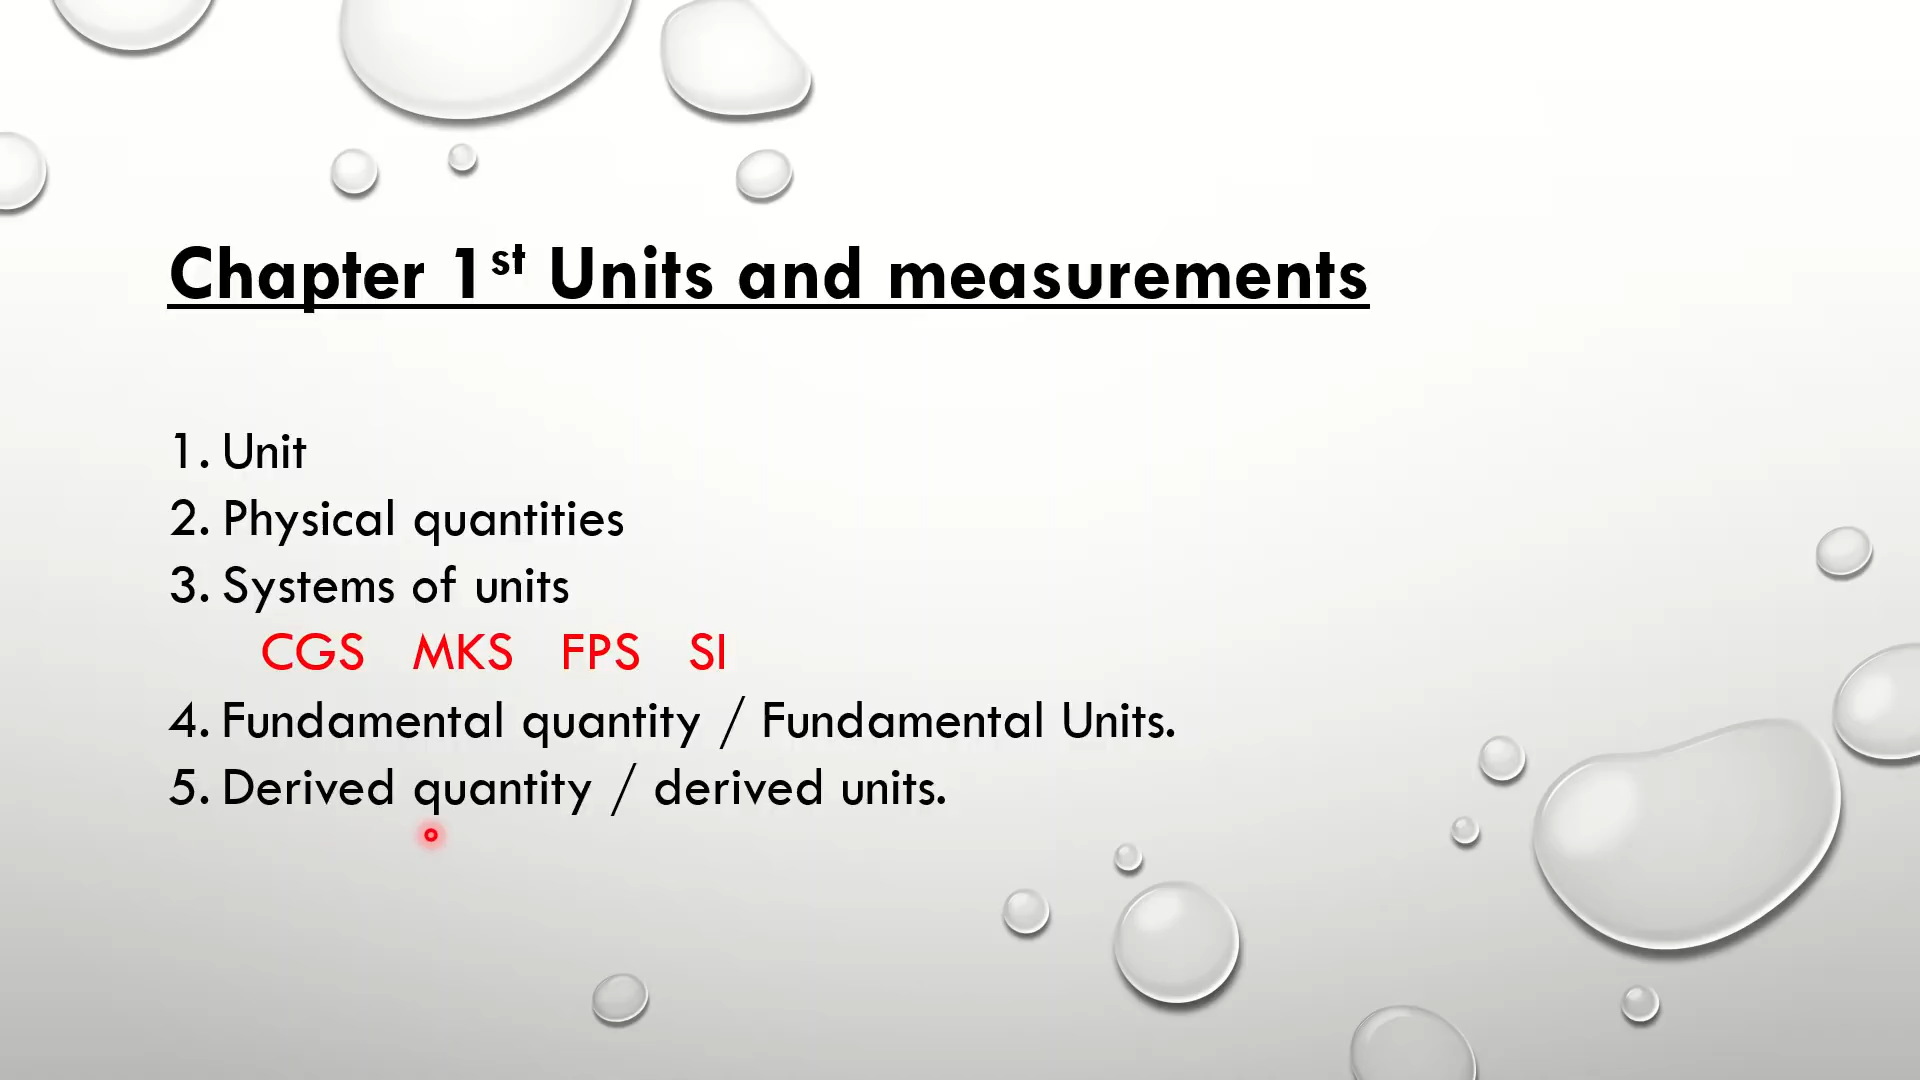 Chapter 1st Units and measurements
1. Unit
2. Physical quantities
3. Systems of units
CGS MKS FPS SI
4. Fundamental quantity / Fundamental Units.
5. Derived quantity / derived units.